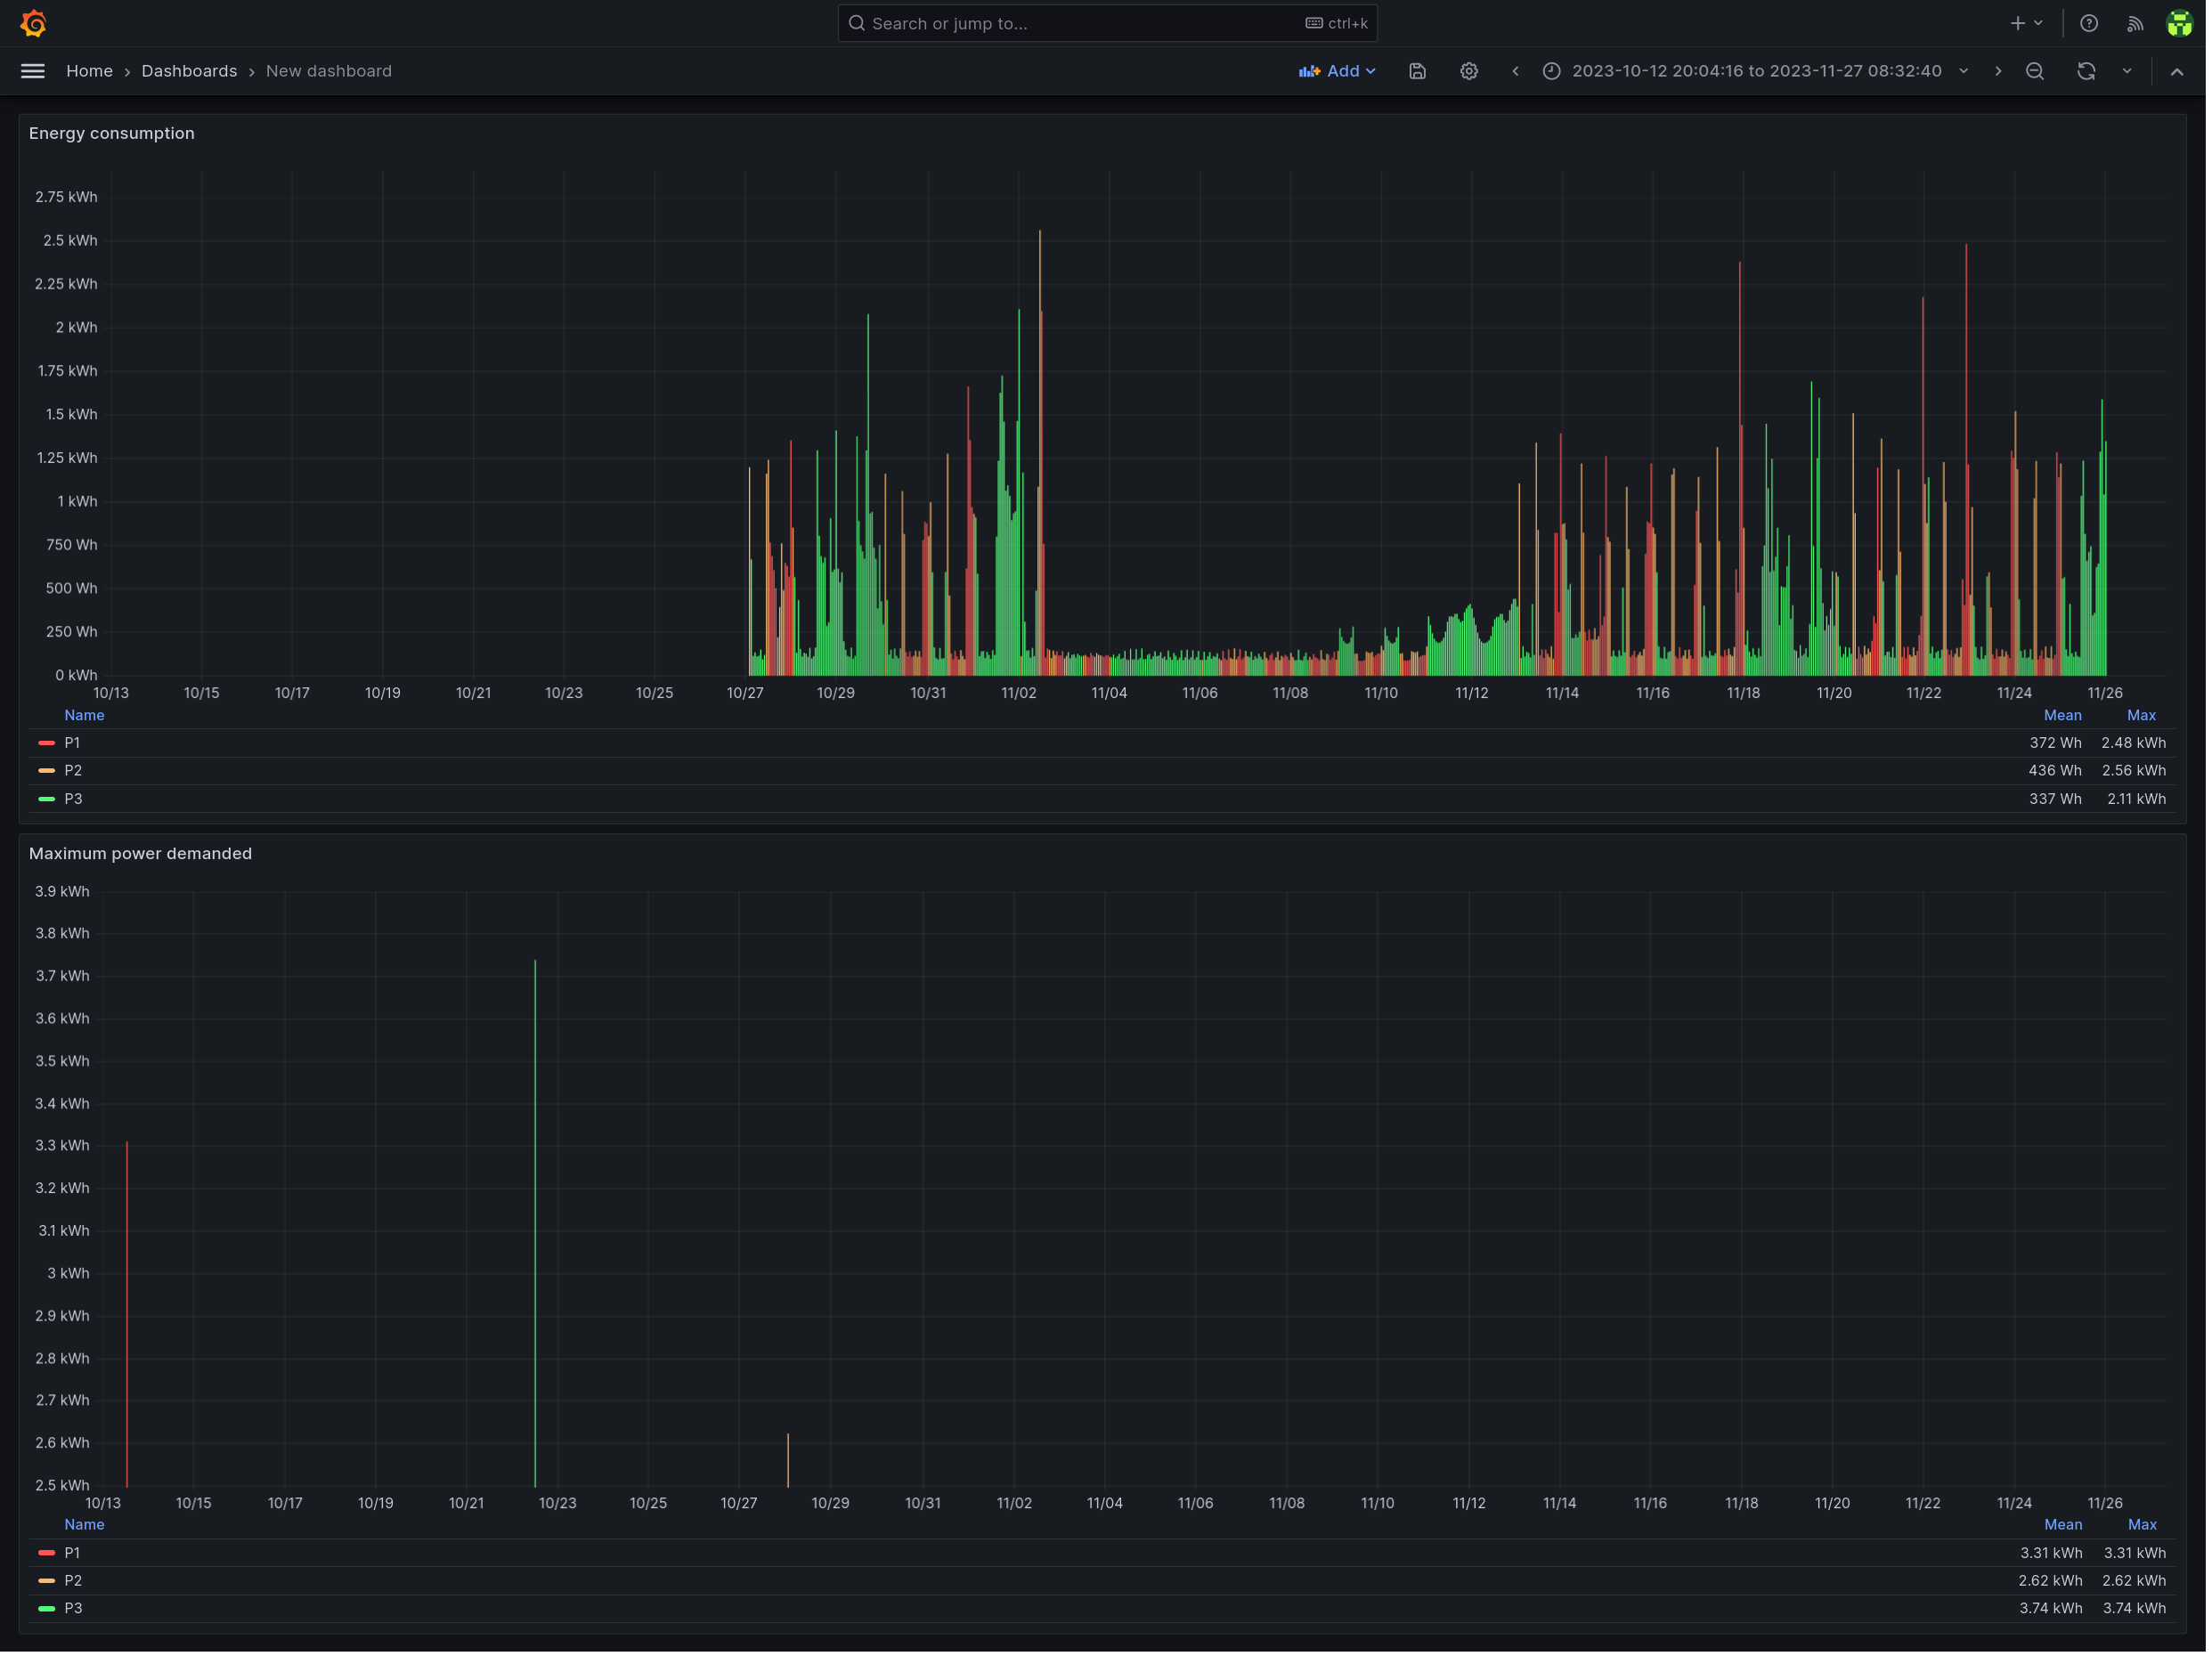 Search or jump to...
ctrl+k
Home › Dashboards › New dashboard
Add
2023-10-12 20:04:16 to 2023-11-27 08:32:40
Energy consumption
2.75 kWh
2.5 kWh
2.25 kWh
2 kWh
1.75 kWh
1.5 kWh
1.25 kWh
1 kWh
750 Wh
500 Wh
250 Wh
0 kWh
10/13 10/15 10/17 10/19 10/21 10/23 10/25 10/27 10/29 10/31 11/02 11/04 11/06 11/08 11/10 11/12 11/14 11/16 11/18 11/20 11/22 11/24 11/26
Name Mean Max
P1 372 Wh 2.48 kWh
P2 436 Wh 2.56 kWh
P3 337 Wh 2.11 kWh
Maximum power demanded
3.9 kWh
3.8 kWh
3.7 kWh
3.6 kWh
3.5 kWh
3.4 kWh
3.3 kWh
3.2 kWh
3.1 kWh
3 kWh
2.9 kWh
2.8 kWh
2.7 kWh
2.6 kWh
2.5 kWh
10/13 10/15 10/17 10/19 10/21 10/23 10/25 10/27 10/29 10/31 11/02 11/04 11/06 11/08 11/10 11/12 11/14 11/16 11/18 11/20 11/22 11/24 11/26
Name Mean Max
P1 3.31 kWh 3.31 kWh
P2 2.62 kWh 2.62 kWh
P3 3.74 kWh 3.74 kWh